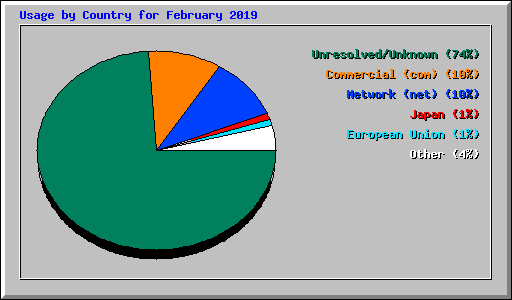 Usage by Country for February 2019
Unresolved/Unknown (74%)
Commercial (com) (10%)
Network (net) (10%)
Japan (1%)
European Union (1%)
Other (4%)